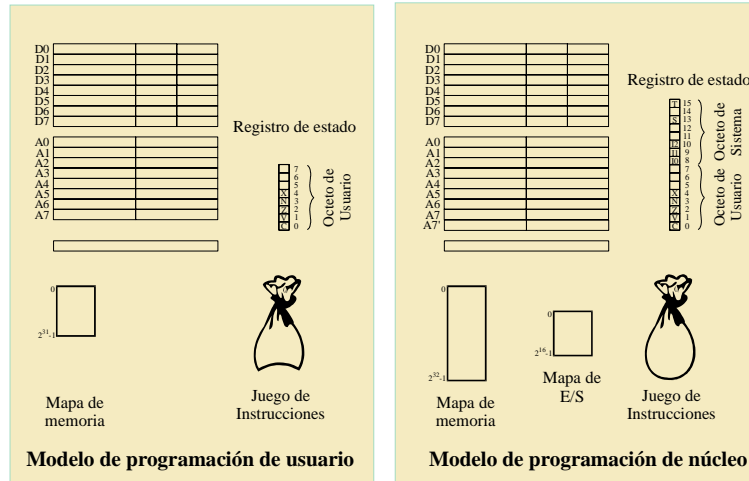 D0
D1
D2
D3
D4
D5
D6
D7
A0
A1
A2
A3
A4
A5
A6
A7
Registro de estado
7
6
5
X 4
N 3
Z 2
V 1
C 0
Octeto de
Usuario
0
2³¹-1
Mapa de
memoria
Juego de
Instrucciones
Modelo de programación de usuario
D0
D1
D2
D3
D4
D5
D6
D7
A0
A1
A2
A3
A4
A5
A6
A7
A7'
Registro de estado
T 15
14
S 13
12
11
I2 10
I1 9
I0 8
7
6
5
X 4
N 3
Z 2
V 1
C 0
Octeto de
Sistema
Octeto de
Usuario
0
2³²-1
Mapa de
memoria
0
2¹⁶-1
Mapa de
E/S
Juego de
Instrucciones
Modelo de programación de núcleo